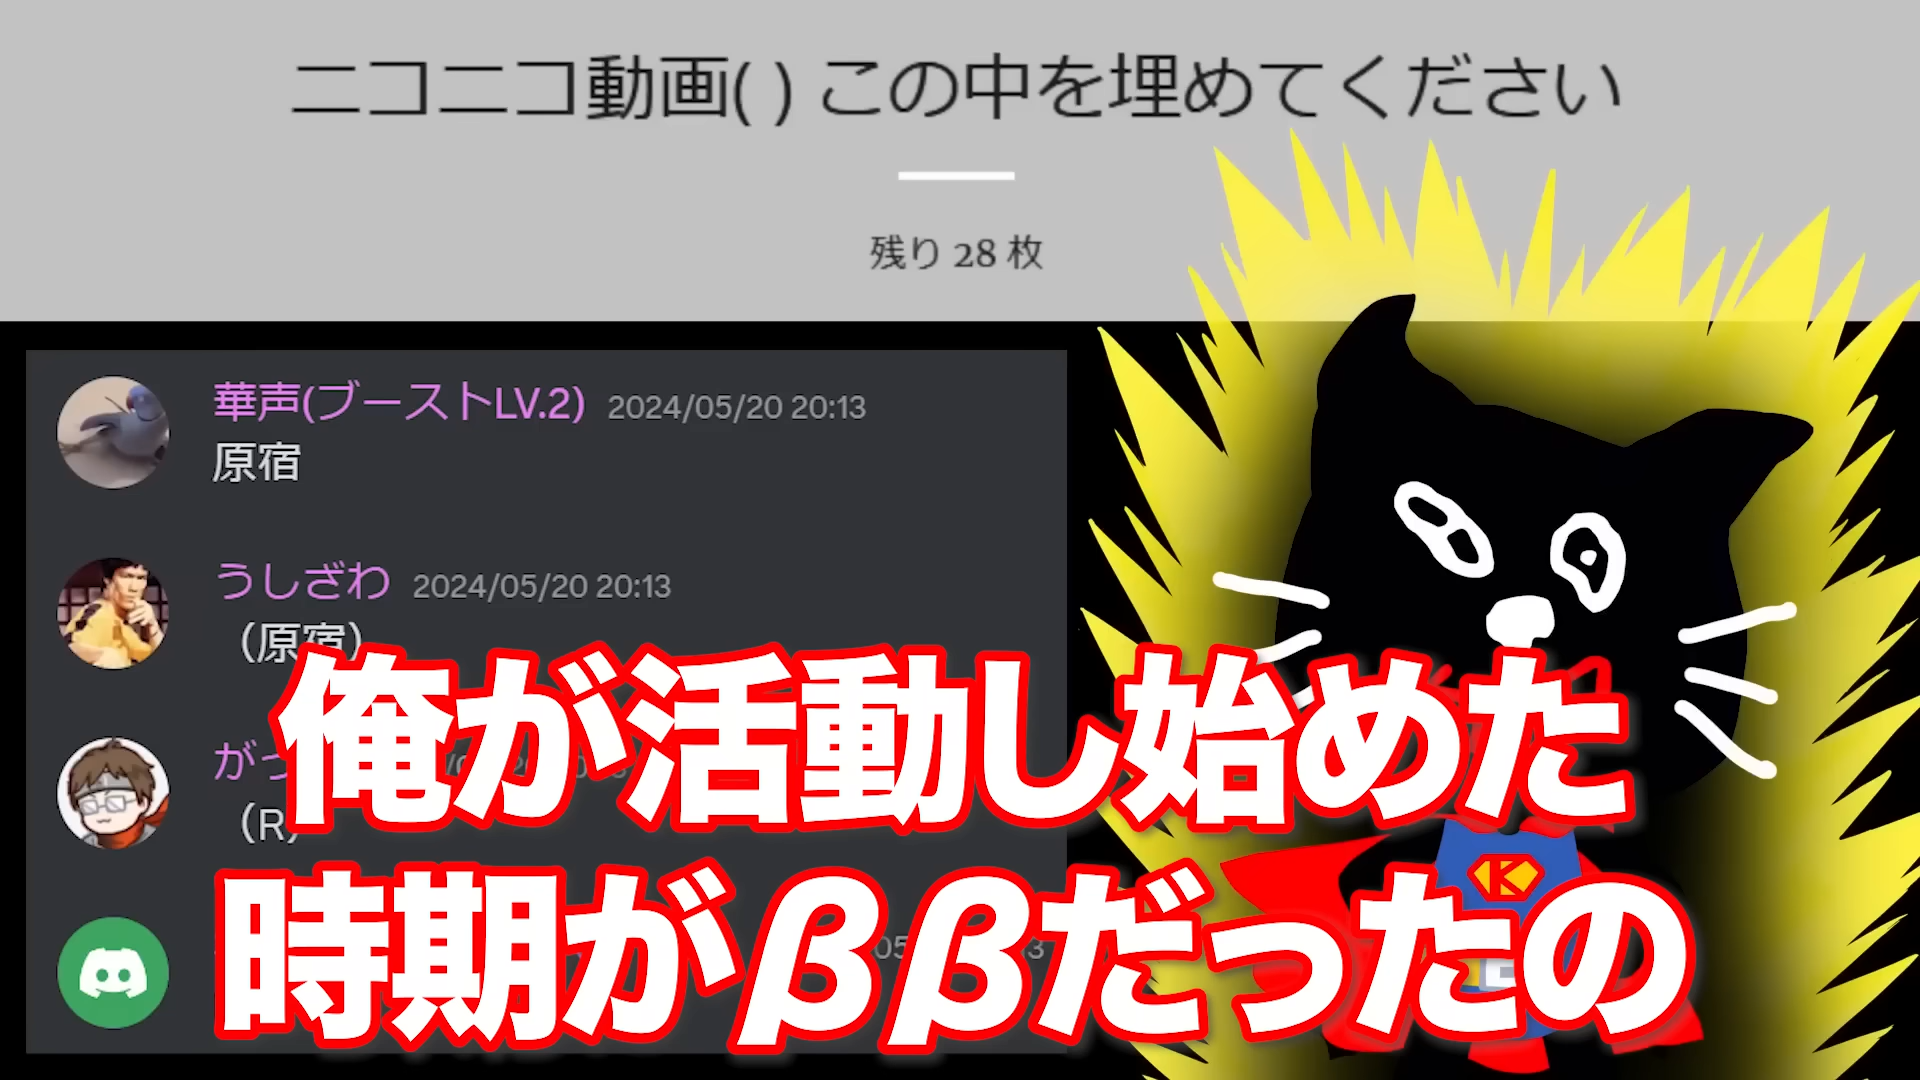 ニコニコ動画( ) この中を埋めてください
残り 28 枚
華声(ブーストLV.2) 2024/05/20 20:13
原宿
うしざわ 2024/05/20 20:13
（原宿）
がっ
（R）
俺が活動し始めた
時期がββだったの
K